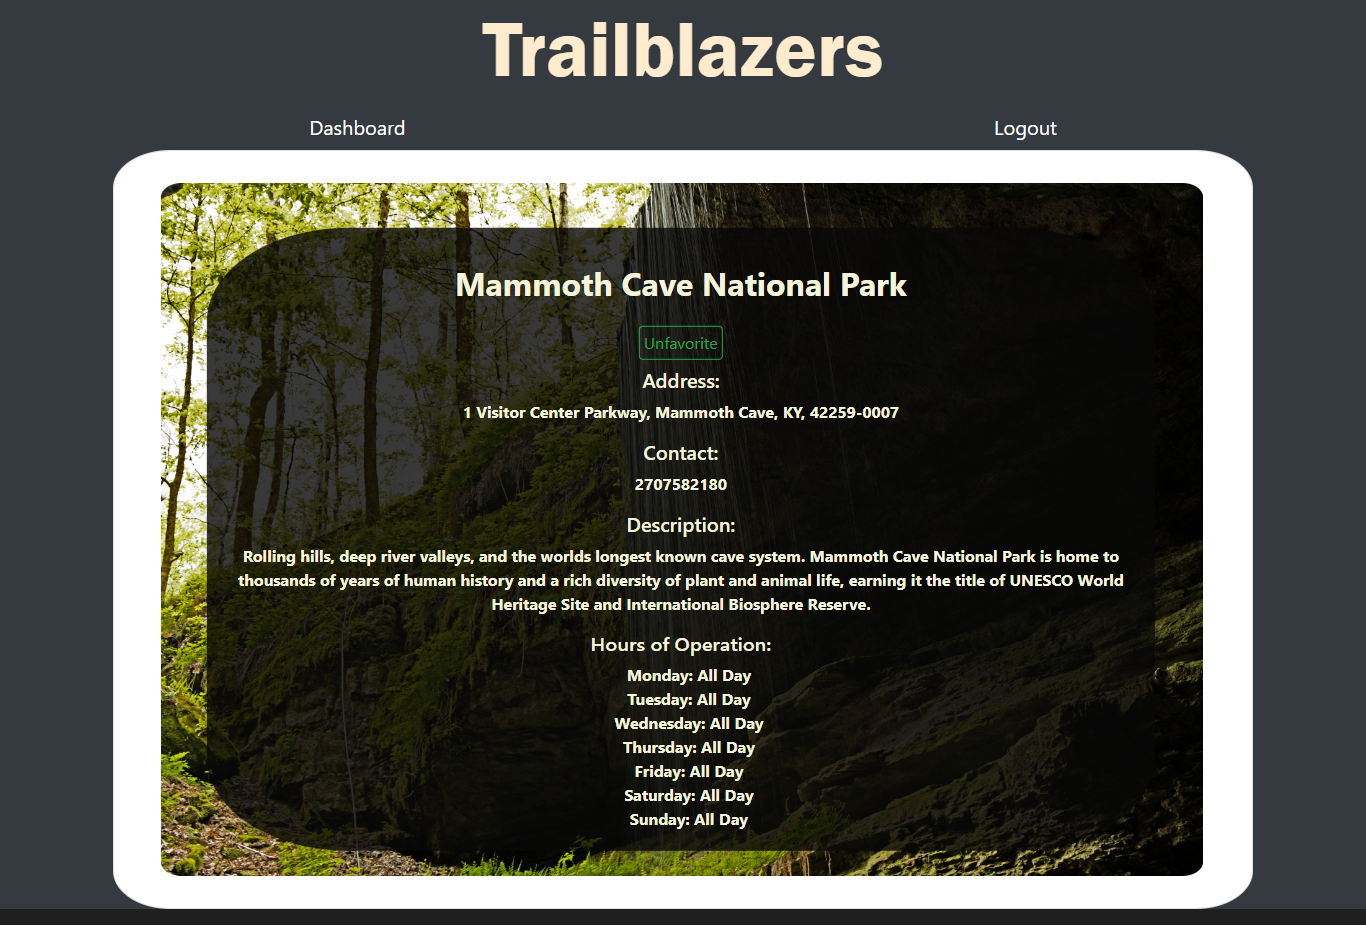 Trailblazers
Dashboard
Logout
Mammoth Cave National Park
Unfavorite
Address:
1 Visitor Center Parkway, Mammoth Cave, KY, 42259-0007
Contact:
2707582180
Description:
Rolling hills, deep river valleys, and the worlds longest known cave system. Mammoth Cave National Park is home to
thousands of years of human history and a rich diversity of plant and animal life, earning it the title of UNESCO World
Heritage Site and International Biosphere Reserve.
Hours of Operation:
Monday: All Day
Tuesday: All Day
Wednesday: All Day
Thursday: All Day
Friday: All Day
Saturday: All Day
Sunday: All Day